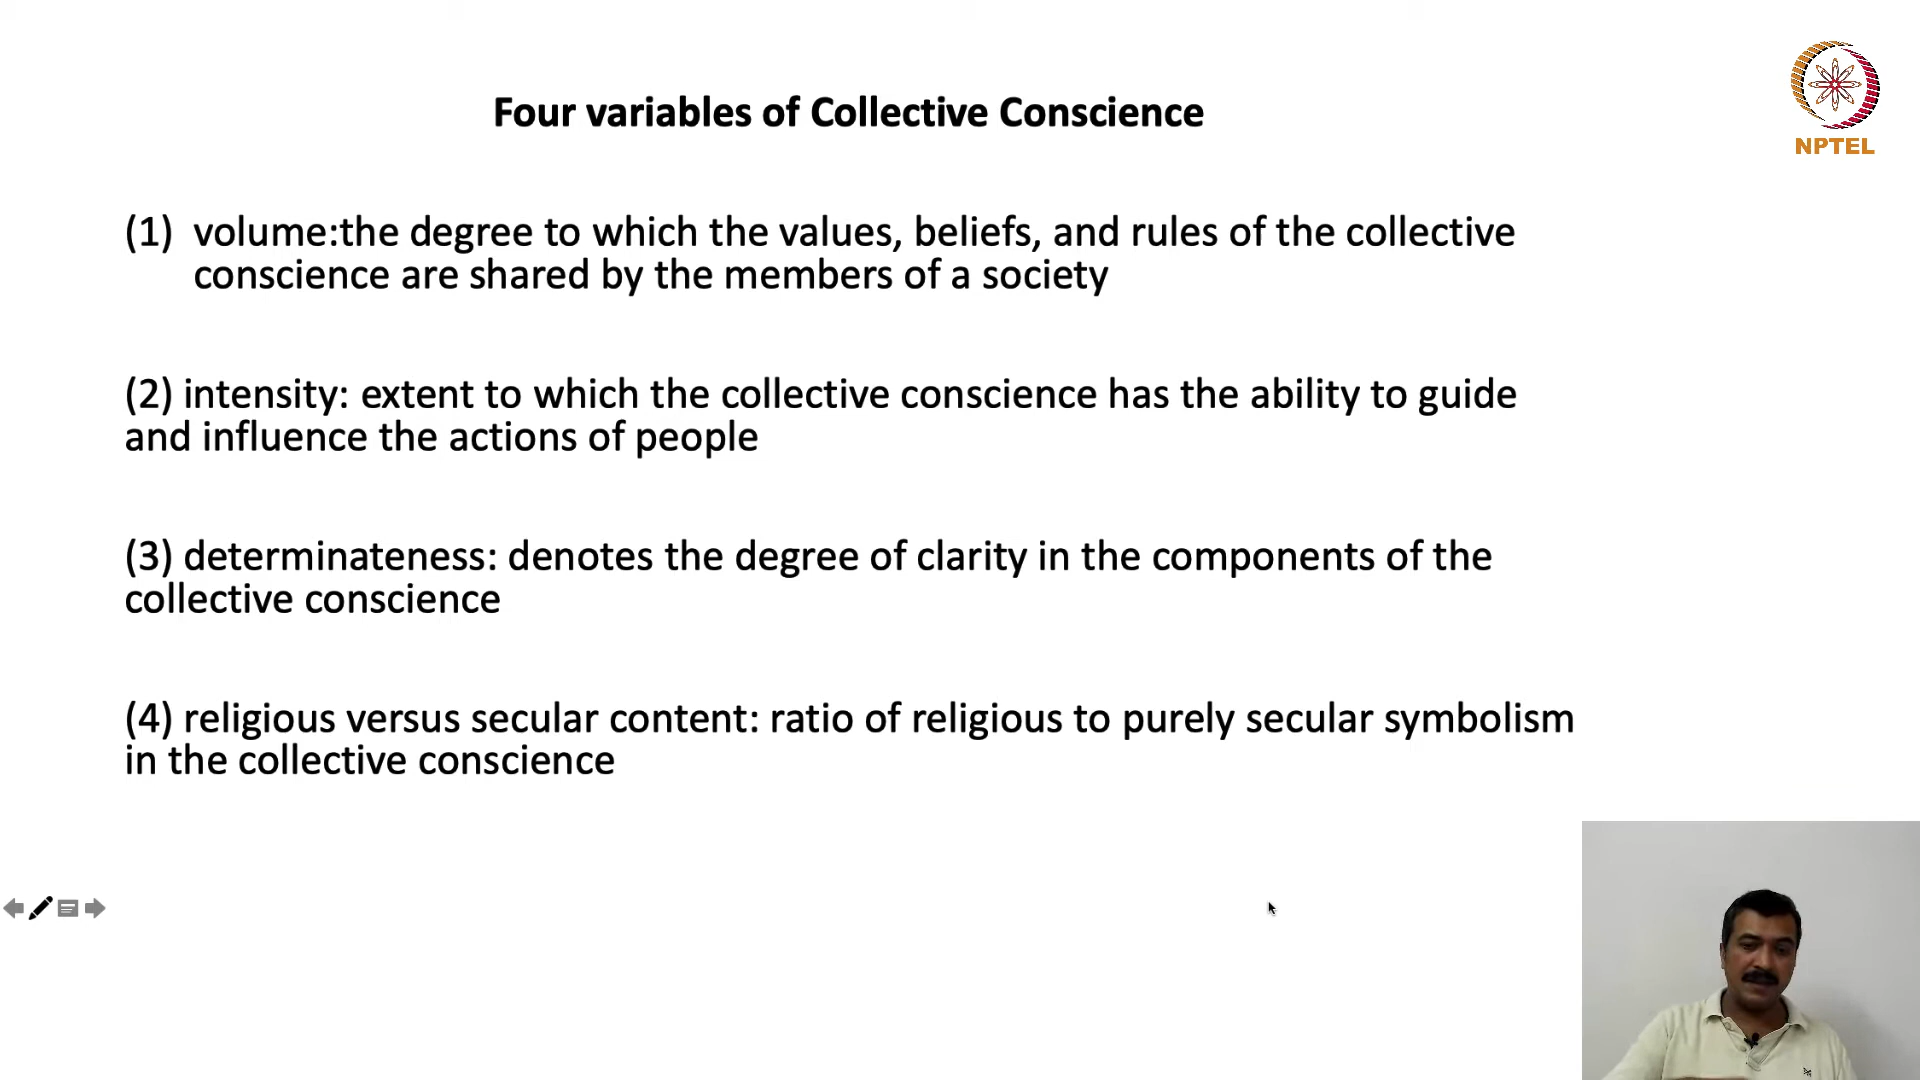 Four variables of Collective Conscience
NPTEL
(1) volume:the degree to which the values, beliefs, and rules of the collective
conscience are shared by the members of a society
(2) intensity: extent to which the collective conscience has the ability to guide
and influence the actions of people
(3) determinateness: denotes the degree of clarity in the components of the
collective conscience
(4) religious versus secular content: ratio of religious to purely secular symbolism
in the collective conscience